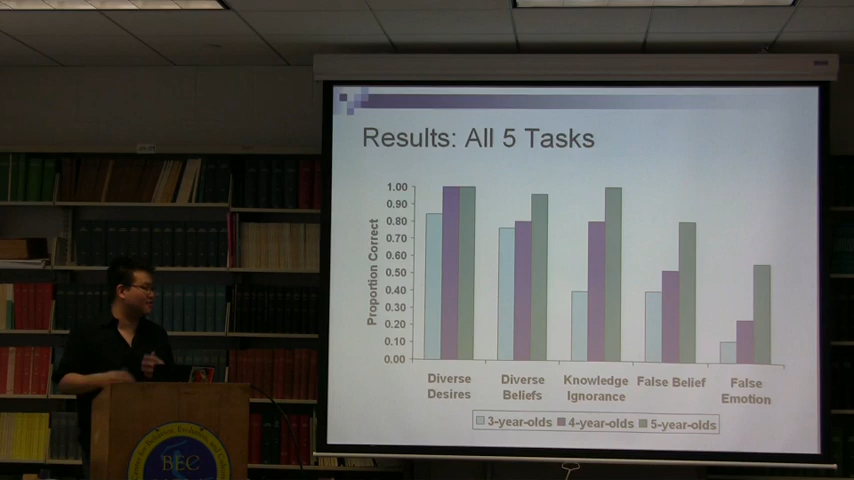 Results: All 5 Tasks
1.00
0.90
0.80
0.70
0.60
0.50
0.40
0.30
0.20
0.10
0.00
Proportion Correct
Diverse Desires
Diverse Beliefs
Knowledge Ignorance
False Belief
False Emotion
3-year-olds 4-year-olds 5-year-olds
BEC